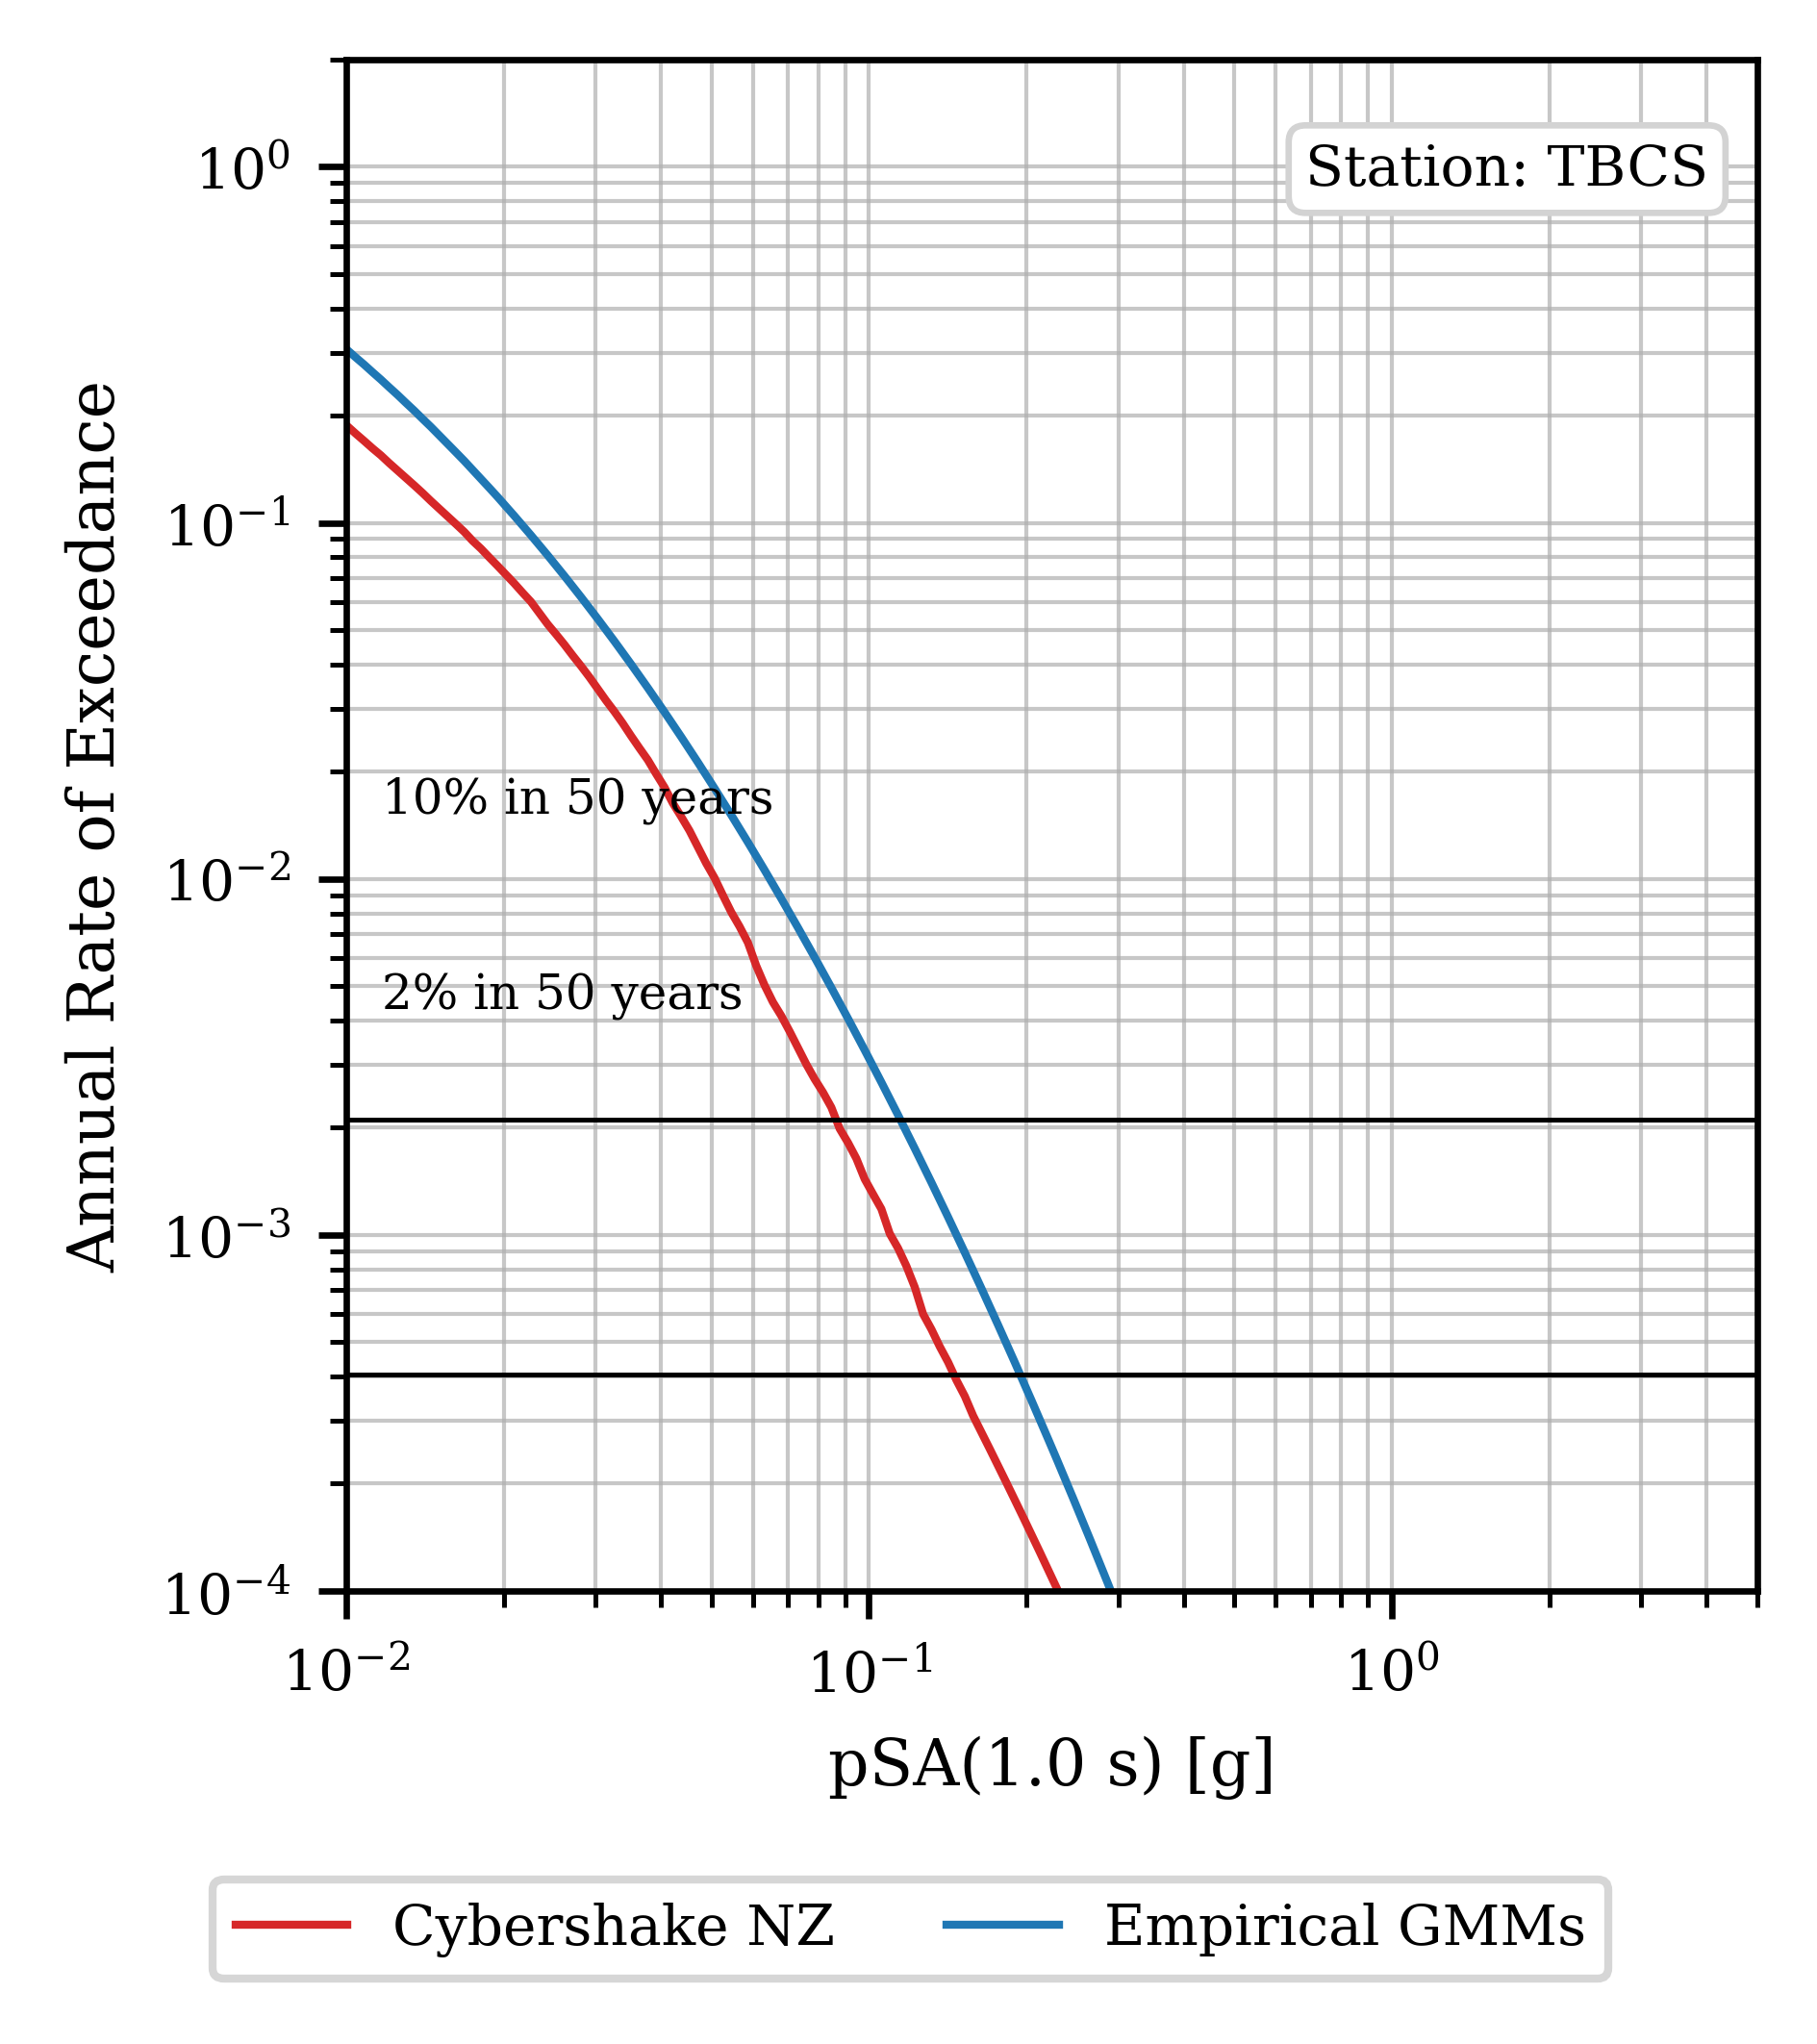 Station: TBCS
10⁰
10⁻¹
10⁻²
10⁻³
10⁻⁴
Annual Rate of Exceedance
10% in 50 years
2% in 50 years
10⁻² 10⁻¹ 10⁰
pSA(1.0 s) [g]
Cybershake NZ Empirical GMMs